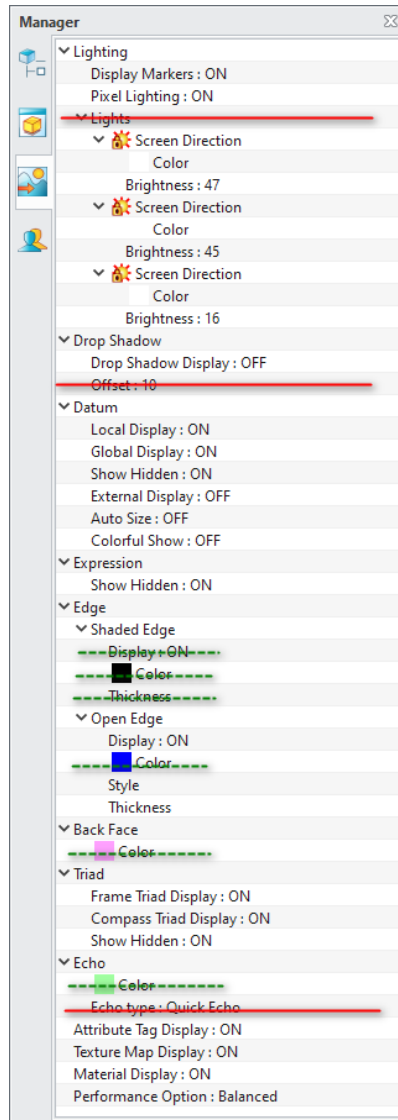 Manager
Lighting
Display Markers : ON
Pixel Lighting : ON
Lights
Screen Direction
Color
Brightness : 47
Screen Direction
Color
Brightness : 45
Screen Direction
Color
Brightness : 16
Drop Shadow
Drop Shadow Display : OFF
Offset : 10
Datum
Local Display : ON
Global Display : ON
Show Hidden : ON
External Display : OFF
Auto Size : OFF
Colorful Show : OFF
Expression
Show Hidden : ON
Edge
Shaded Edge
Display : ON
Color
Thickness
Open Edge
Display : ON
Color
Style
Thickness
Back Face
Color
Triad
Frame Triad Display : ON
Compass Triad Display : ON
Show Hidden : ON
Echo
Color
Echo type : Quick Echo
Attribute Tag Display : ON
Texture Map Display : ON
Material Display : ON
Performance Option : Balanced